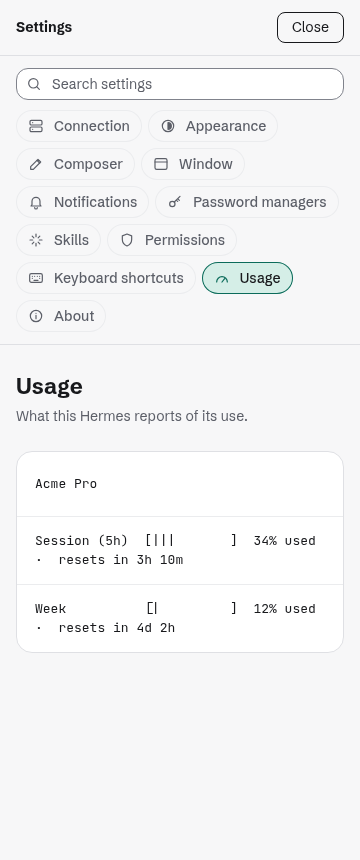 Settings
Close
Search settings
Connection
Appearance
Composer
Window
Notifications
Password managers
Skills
Permissions
Keyboard shortcuts
Usage
About
Usage
What this Hermes reports of its use.
Acme Pro
Session (5h)  [|||       ]  34% used
·  resets in 3h 10m
Week          [|         ]  12% used
·  resets in 4d 2h